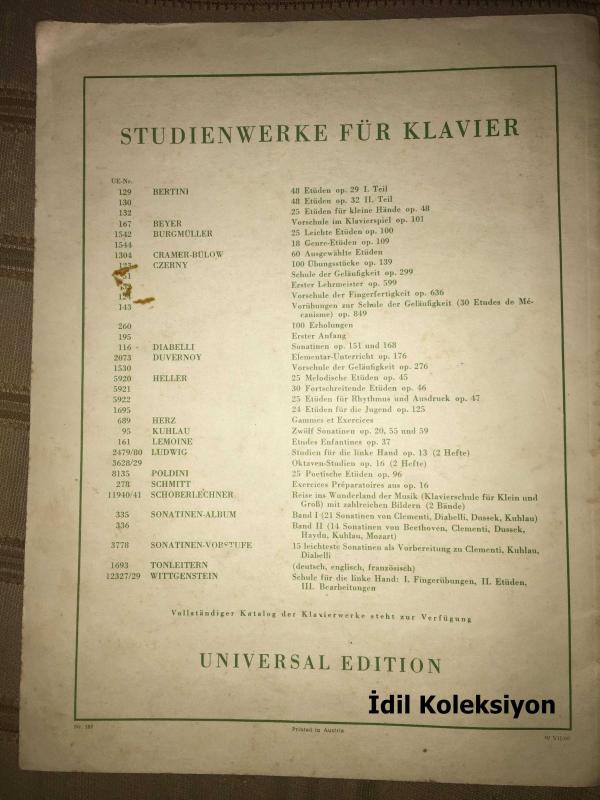 STUDIENWERKE FÜR KLAVIER
UE-Nr.
129 BERTINI 48 Etüden op. 29 I. Teil
130 48 Etüden op. 32 II. Teil
132 25 Etüden für kleine Hände op. 48
167 BEYER Vorschule im Klavierspiel op. 101
1542 BURGMÜLLER 25 Leichte Etüden op. 100
1544 18 Genre-Etüden op. 109
1304 CRAMER-BÜLOW 60 Ausgewählte Etüden
CZERNY 100 Übungsstücke op. 139
Schule der Geläufigkeit op. 299
Erster Lehrmeister op. 599
Vorschule der Fingerfertigkeit op. 636
143 Vorübungen zur Schule der Geläufigkeit (30 Etudes de Mé-
canisme) op. 849
260 100 Erholungen
195 Erster Anfang
116 DIABELLI Sonatinen op. 151 und 168
2073 DUVERNOY Elementar-Unterricht op. 176
1530 Vorschule der Geläufigkeit op. 276
5920 HELLER 25 Melodische Etüden op. 45
5921 30 Fortschreitende Etüden op. 46
5922 25 Etüden für Rhythmus und Ausdruck op. 47
1695 24 Etüden für die Jugend op. 125
689 HERZ Gammes et Exercices
95 KUHLAU Zwölf Sonatinen op. 20, 55 und 59
161 LEMOINE Etudes Enfantines op. 37
2479/80 LUDWIG Studien für die linke Hand op. 13 (2 Hefte)
3628/29 Oktaven-Studien op. 16 (2 Hefte)
8135 POLDINI 25 Poetische Etüden op. 96
278 SCHMITT Exercices Préparatoires aus op. 16
11940/41 SCHOBERLECHNER Reise ins Wunderland der Musik (Klavierschule für Klein und
Groß) mit zahlreichen Bildern (2 Bände)
335 SONATINEN-ALBUM Band I (21 Sonatinen von Clementi, Diabelli, Dussek, Kuhlau)
336 Band II (14 Sonatinen von Beethoven, Clementi, Dussek,
Haydn, Kuhlau, Mozart)
3778 SONATINEN-VORSTUFE 15 leichteste Sonatinen als Vorbereitung zu Clementi, Kuhlau,
Diabelli
1693 TONLEITERN (deutsch, englisch, französisch)
12327/29 WITTGENSTEIN Schule für die linke Hand: I. Fingerübungen, II. Etüden,
III. Bearbeitungen
Vollständiger Katalog der Klavierwerke steht zur Verfügung
UNIVERSAL EDITION
İdil Koleksiyon
Printed in Austria